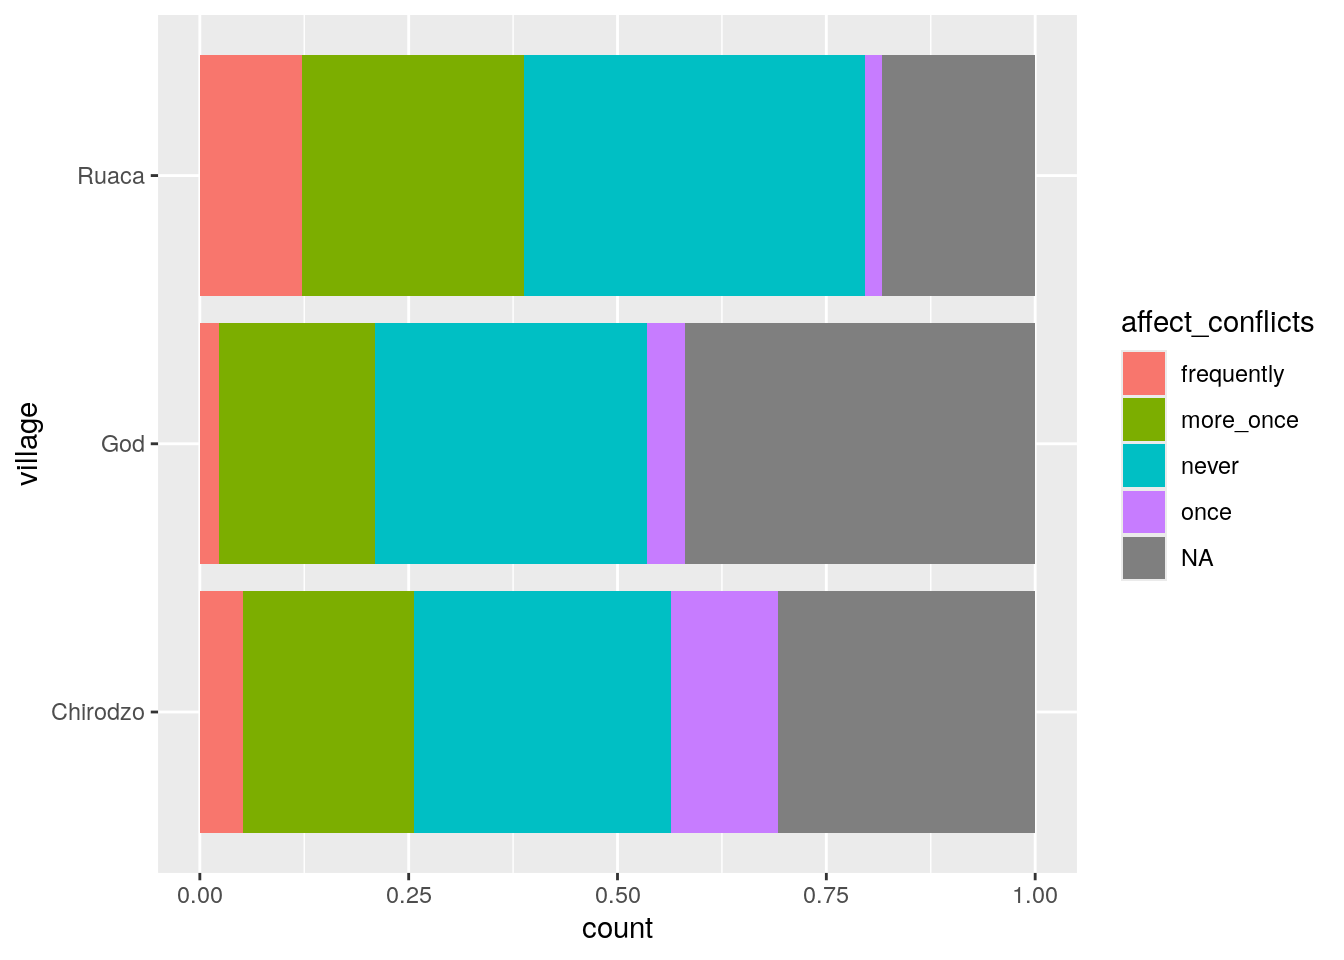 village
Ruaca
God
Chirodzo
0.00 0.25 0.50 0.75 1.00
count
affect_conflicts
frequently
more_once
never
once
NA